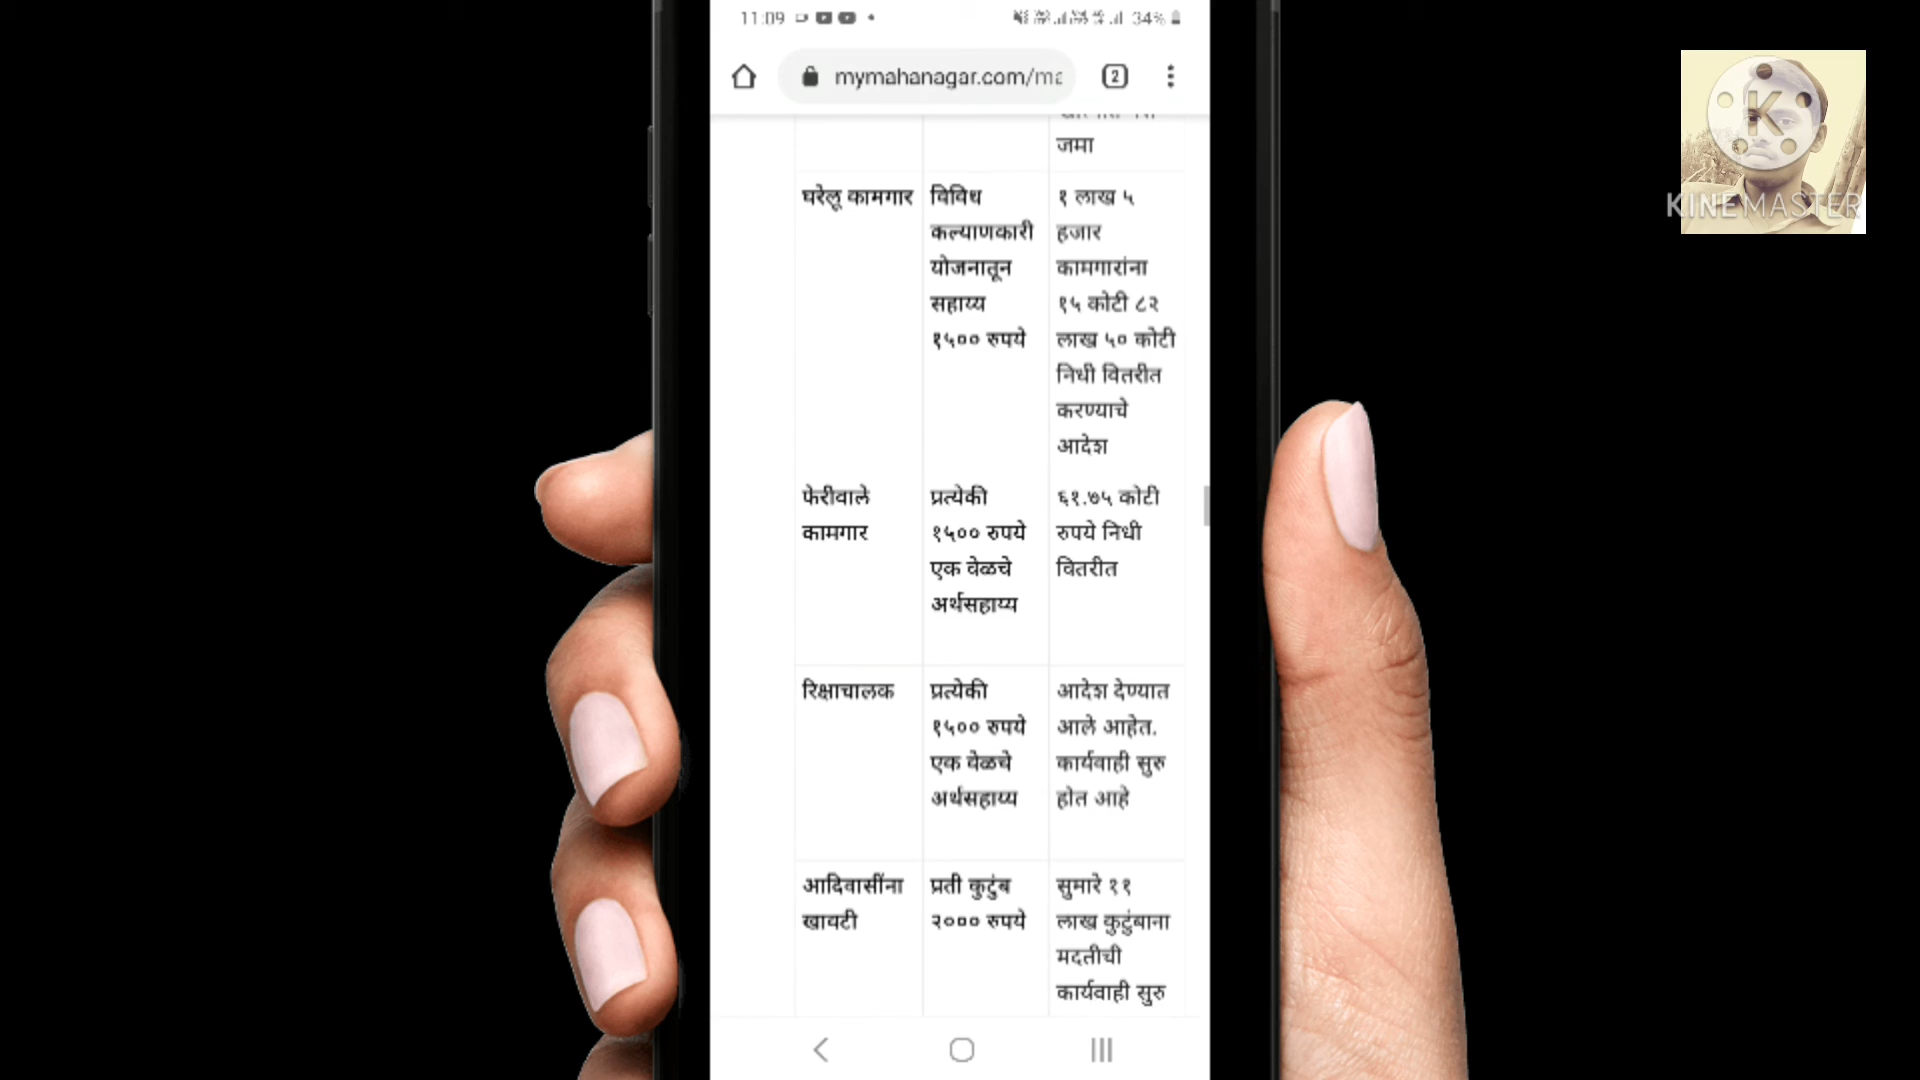 11:09
34%
mymahanagar.com/ma
2
जमा
घरेलू कामगार
विविध
कल्याणकारी
योजनातून
सहाय्य
१५०० रुपये
१ लाख ५
हजार
कामगारांना
१५ कोटी ८२
लाख ५० कोटी
निधी वितरीत
करण्याचे
आदेश
फेरीवाले
कामगार
प्रत्येकी
१५०० रुपये
एक वेळचे
अर्थसहाय्य
६१.७५ कोटी
रुपये निधी
वितरीत
रिक्षाचालक
प्रत्येकी
१५०० रुपये
एक वेळचे
अर्थसहाय्य
आदेश देण्यात
आले आहेत.
कार्यवाही सुरु
होत आहे
आदिवासींना
खावटी
प्रती कुटुंब
२००० रुपये
सुमारे ११
लाख कुटुंबाना
मदतीची
कार्यवाही सुरु
K
KINEMASTER